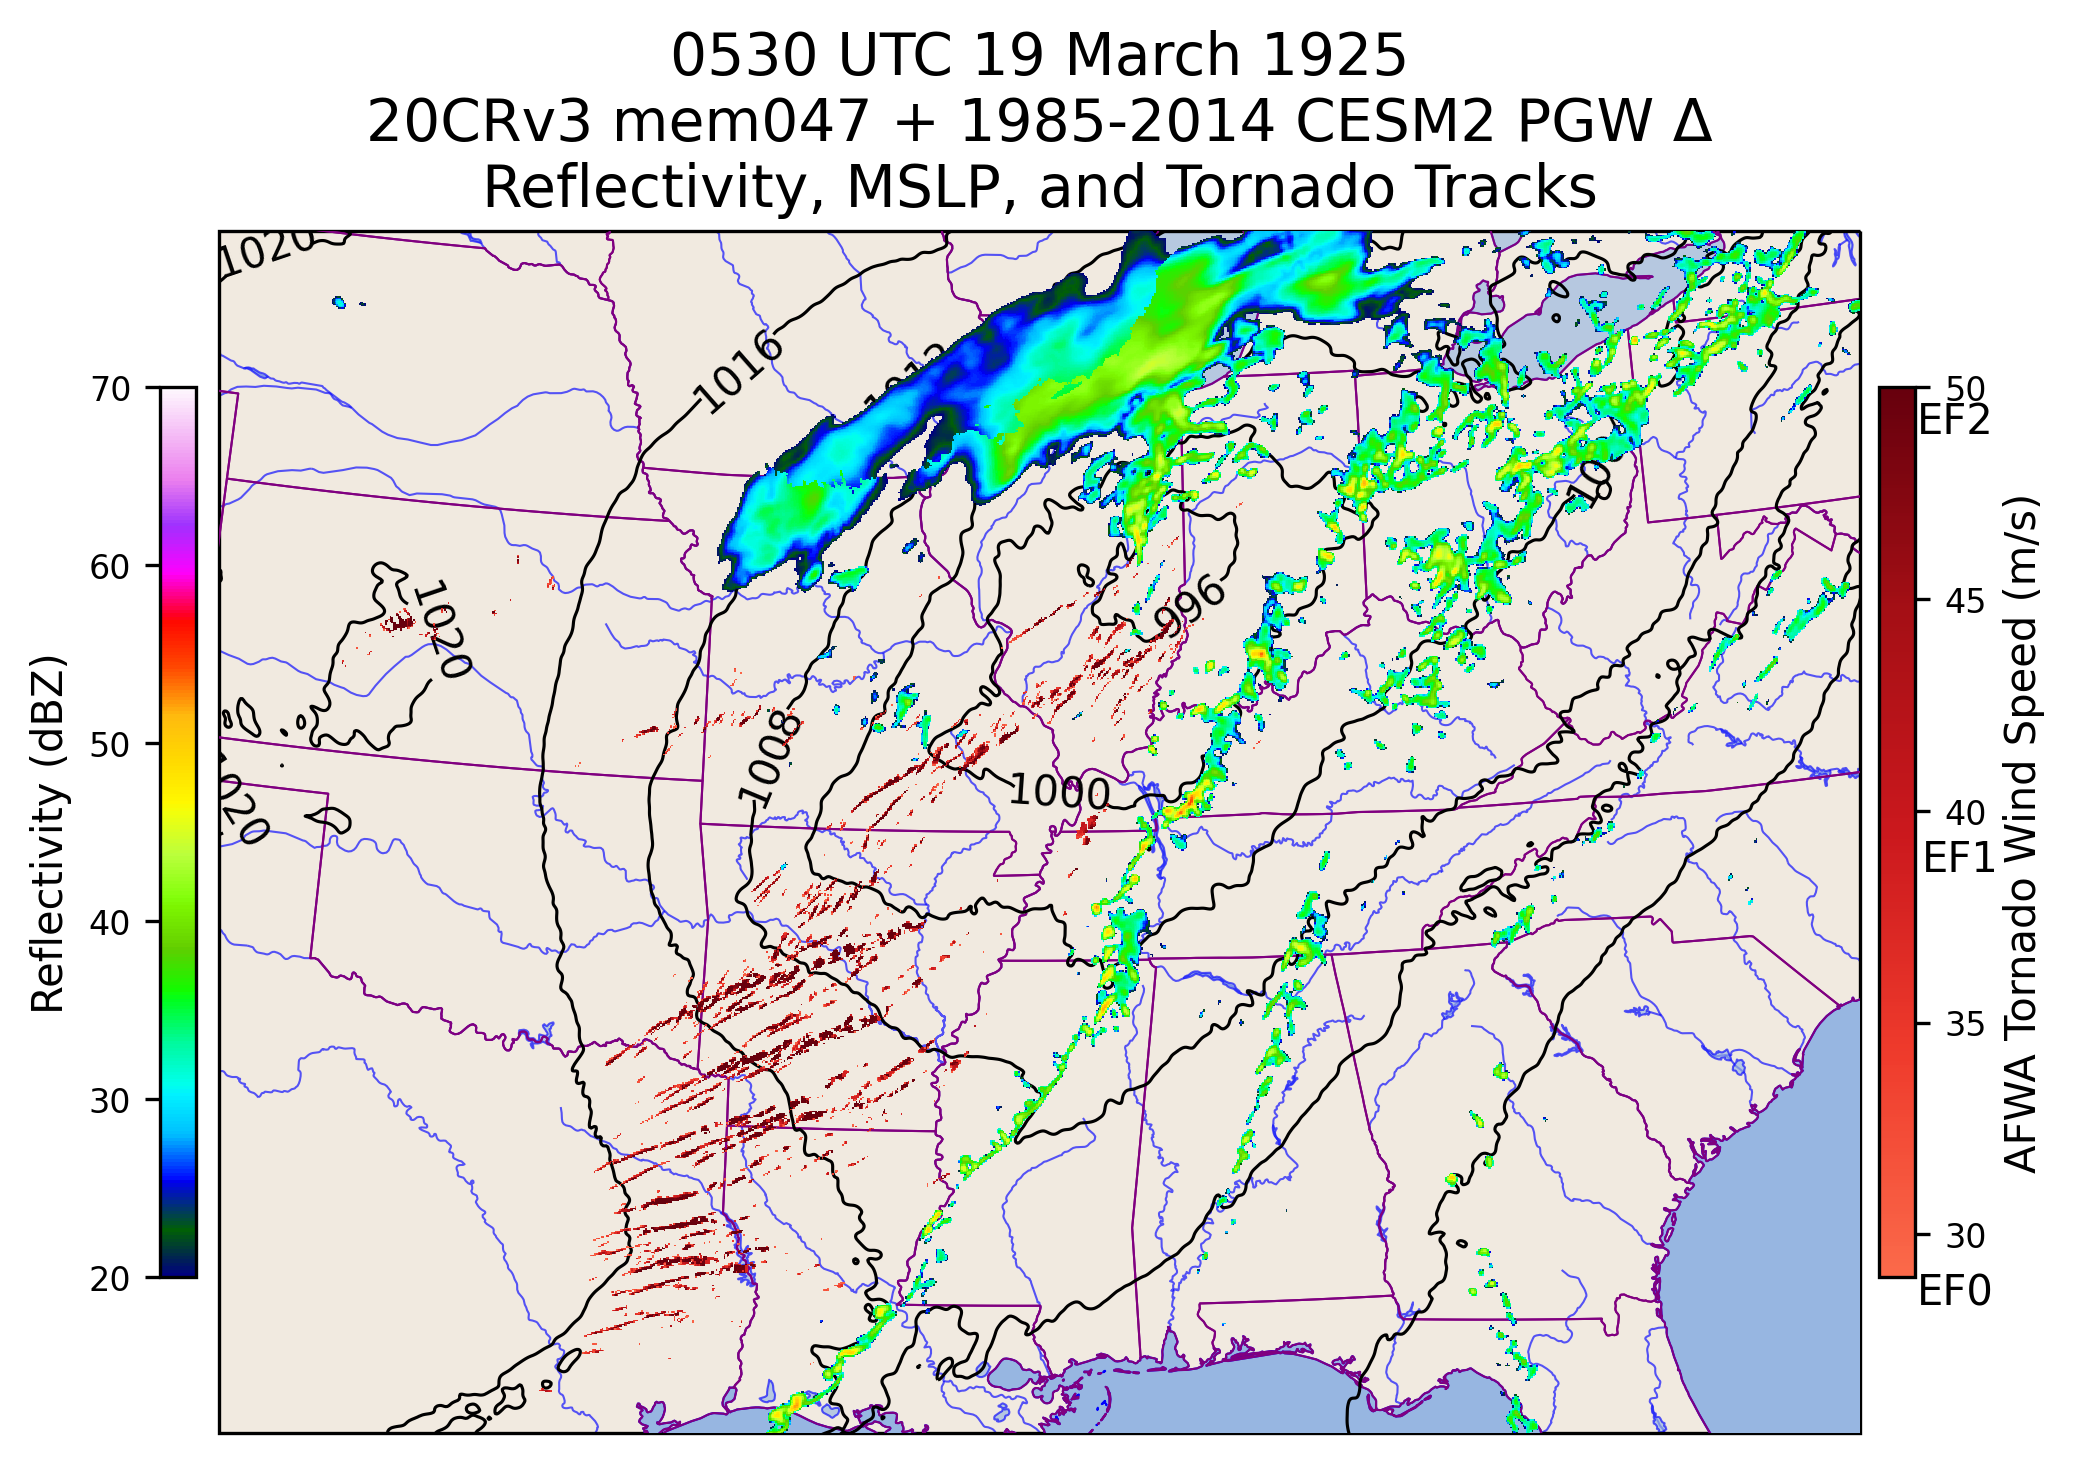 0530 UTC 19 March 1925
20CRv3 mem047 + 1985-2014 CESM2 PGW Δ
Reflectivity, MSLP, and Tornado Tracks
1020
1016
1020
996
1008
1000
1020
70
60
50
40
30
20
Reflectivity (dBZ)
50
EF2
45
40
EF1
35
30
EF0
AFWA Tornado Wind Speed (m/s)